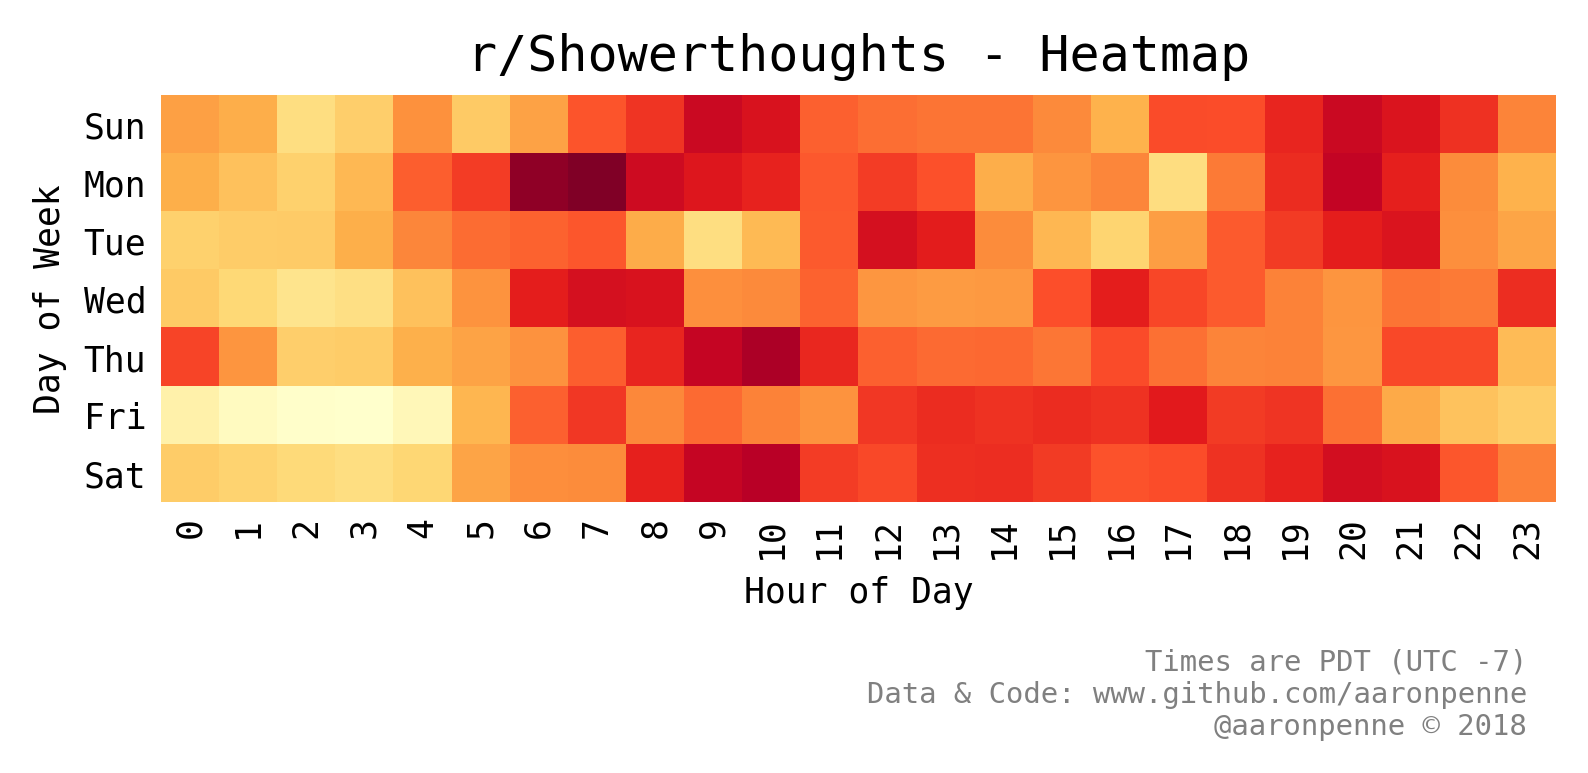 r/Showerthoughts - Heatmap
Day of Week
Sun
Mon
Tue
Wed
Thu
Fri
Sat
0 1 2 3 4 5 6 7 8 9 10 11 12 13 14 15 16 17 18 19 20 21 22 23
Hour of Day
Times are PDT (UTC -7)
Data & Code: www.github.com/aaronpenne
@aaronpenne © 2018